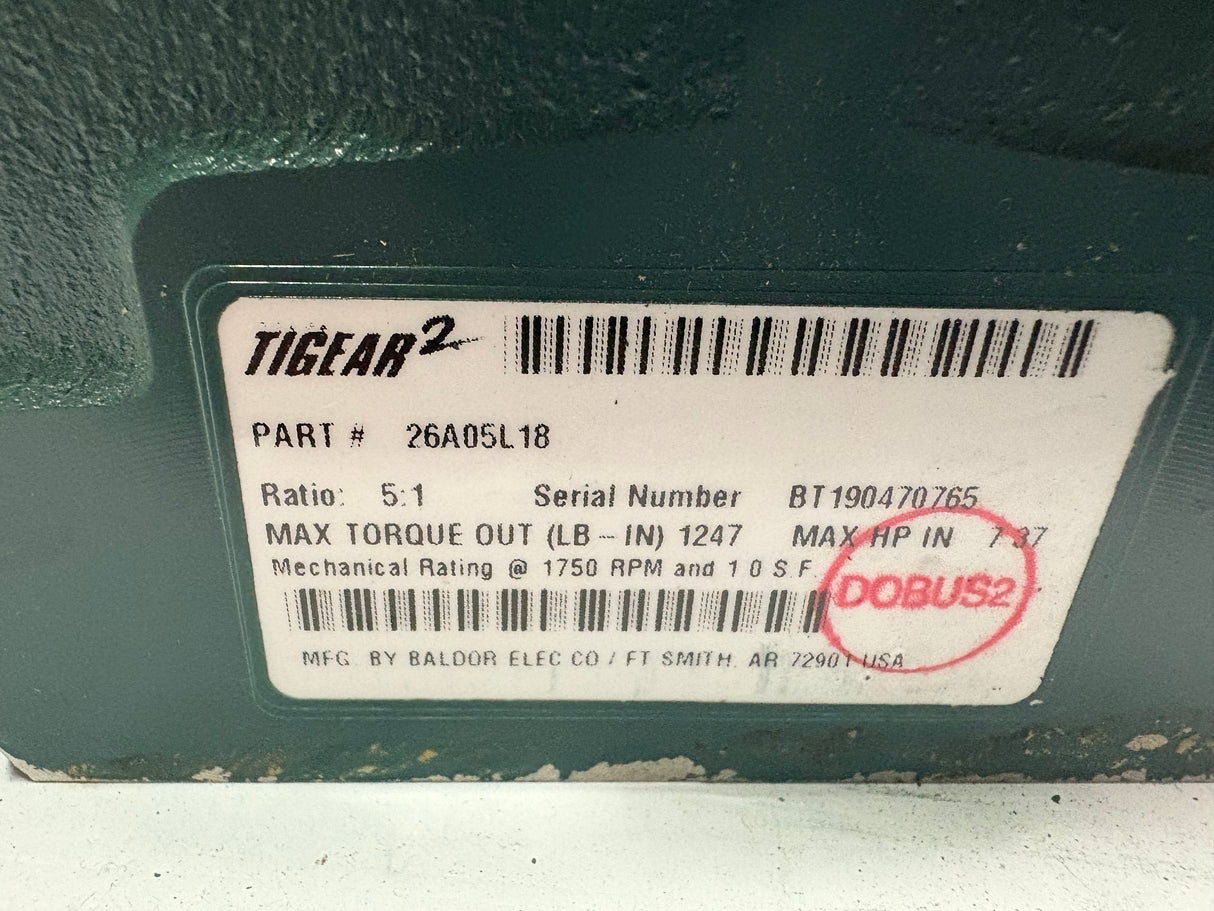 TIGEAR2
PART # 26A05L18
Ratio: 5:1 Serial Number BT190470765
MAX TORQUE OUT (LB-IN) 1247 MAX HP IN 7.37
Mechanical Rating @ 1750 RPM and 1.0 S.F.
DOBUS2
MFG. BY BALDOR ELEC CO / FT SMITH, AR 72901 USA